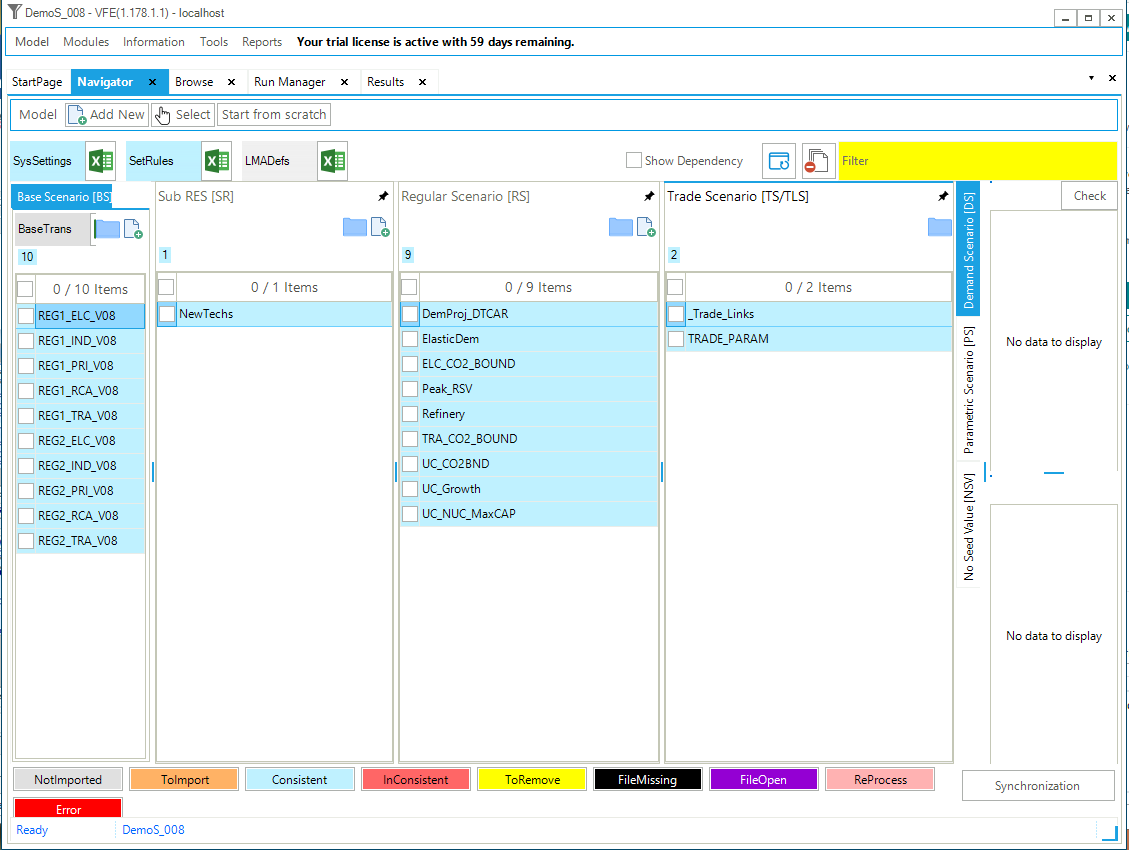 DemoS_008 - VFE(1.178.1.1) - localhost
Model Modules Information Tools Reports Your trial license is active with 59 days remaining.
StartPage Navigator Browse Run Manager Results
Model Add New Select Start from scratch
SysSettings SetRules LMADefs Show Dependency Filter
Base Scenario [BS]
BaseTrans
10
0 / 10 Items
REG1_ELC_V08
REG1_IND_V08
REG1_PRI_V08
REG1_RCA_V08
REG1_TRA_V08
REG2_ELC_V08
REG2_IND_V08
REG2_PRI_V08
REG2_RCA_V08
REG2_TRA_V08
Sub RES [SR]
1
0 / 1 Items
NewTechs
Regular Scenario [RS]
9
0 / 9 Items
DemProj_DTCAR
ElasticDem
ELC_CO2_BOUND
Peak_RSV
Refinery
TRA_CO2_BOUND
UC_CO2BND
UC_Growth
UC_NUC_MaxCAP
Trade Scenario [TS/TLS]
2
0 / 2 Items
_Trade_Links
TRADE_PARAM
Demand Scenario [DS]
Parametric Scenario [PS]
No Seed Value [NSV]
Check
No data to display
No data to display
NotImported ToImport Consistent InConsistent ToRemove FileMissing FileOpen ReProcess
Synchronization
Error
Ready DemoS_008